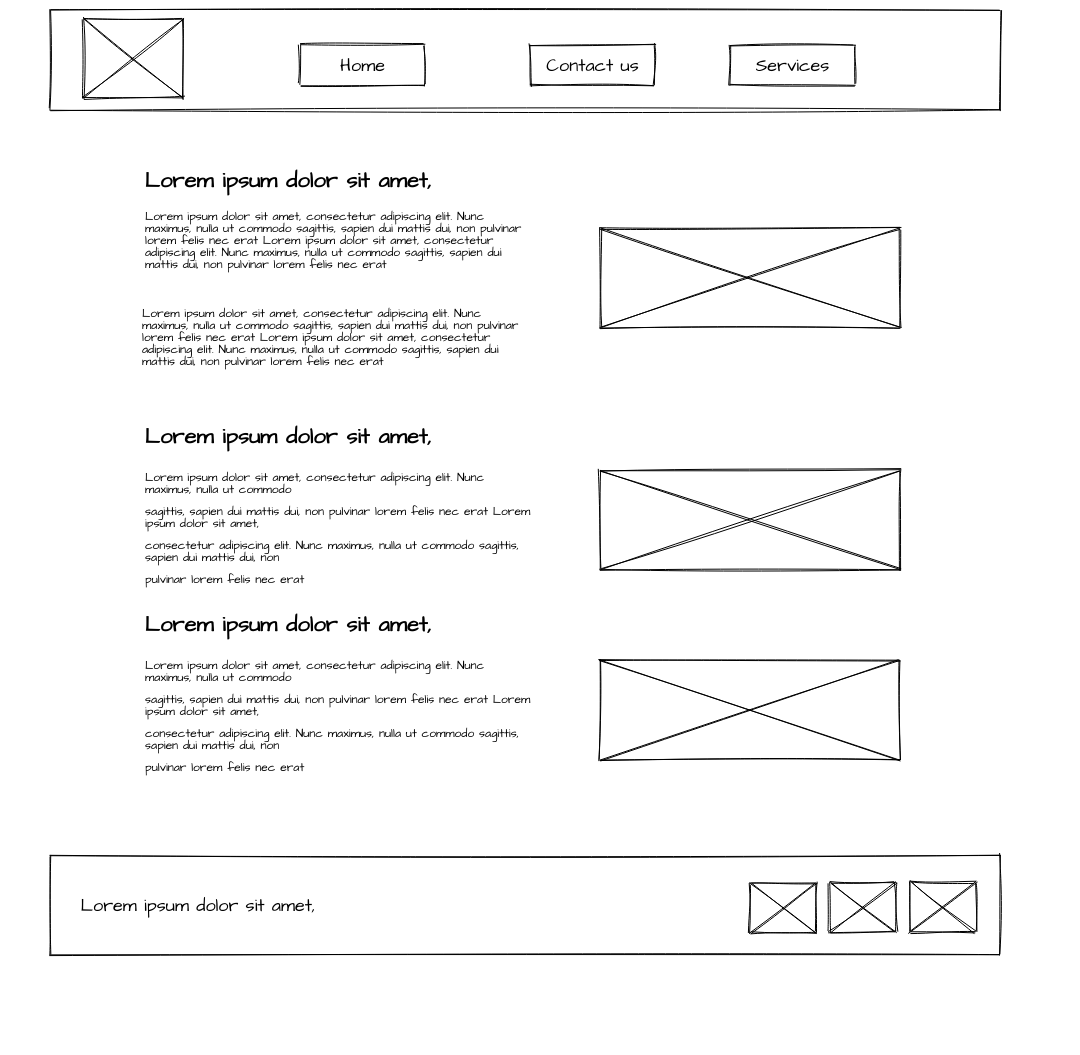 Home
Contact us
Services
Lorem ipsum dolor sit amet,
Lorem ipsum dolor sit amet, consectetur adipiscing elit. Nunc
maximus, nulla ut commodo sagittis, sapien dui mattis dui, non pulvinar
lorem felis nec erat Lorem ipsum dolor sit amet, consectetur
adipiscing elit. Nunc maximus, nulla ut commodo sagittis, sapien dui
mattis dui, non pulvinar lorem felis nec erat
Lorem ipsum dolor sit amet, consectetur adipiscing elit. Nunc
maximus, nulla ut commodo sagittis, sapien dui mattis dui, non pulvinar
lorem felis nec erat Lorem ipsum dolor sit amet, consectetur
adipiscing elit. Nunc maximus, nulla ut commodo sagittis, sapien dui
mattis dui, non pulvinar lorem felis nec erat
Lorem ipsum dolor sit amet,
Lorem ipsum dolor sit amet, consectetur adipiscing elit. Nunc
maximus, nulla ut commodo
sagittis, sapien dui mattis dui, non pulvinar lorem felis nec erat Lorem
ipsum dolor sit amet,
consectetur adipiscing elit. Nunc maximus, nulla ut commodo sagittis,
sapien dui mattis dui, non
pulvinar lorem felis nec erat
Lorem ipsum dolor sit amet,
Lorem ipsum dolor sit amet, consectetur adipiscing elit. Nunc
maximus, nulla ut commodo
sagittis, sapien dui mattis dui, non pulvinar lorem felis nec erat Lorem
ipsum dolor sit amet,
consectetur adipiscing elit. Nunc maximus, nulla ut commodo sagittis,
sapien dui mattis dui, non
pulvinar lorem felis nec erat
Lorem ipsum dolor sit amet,